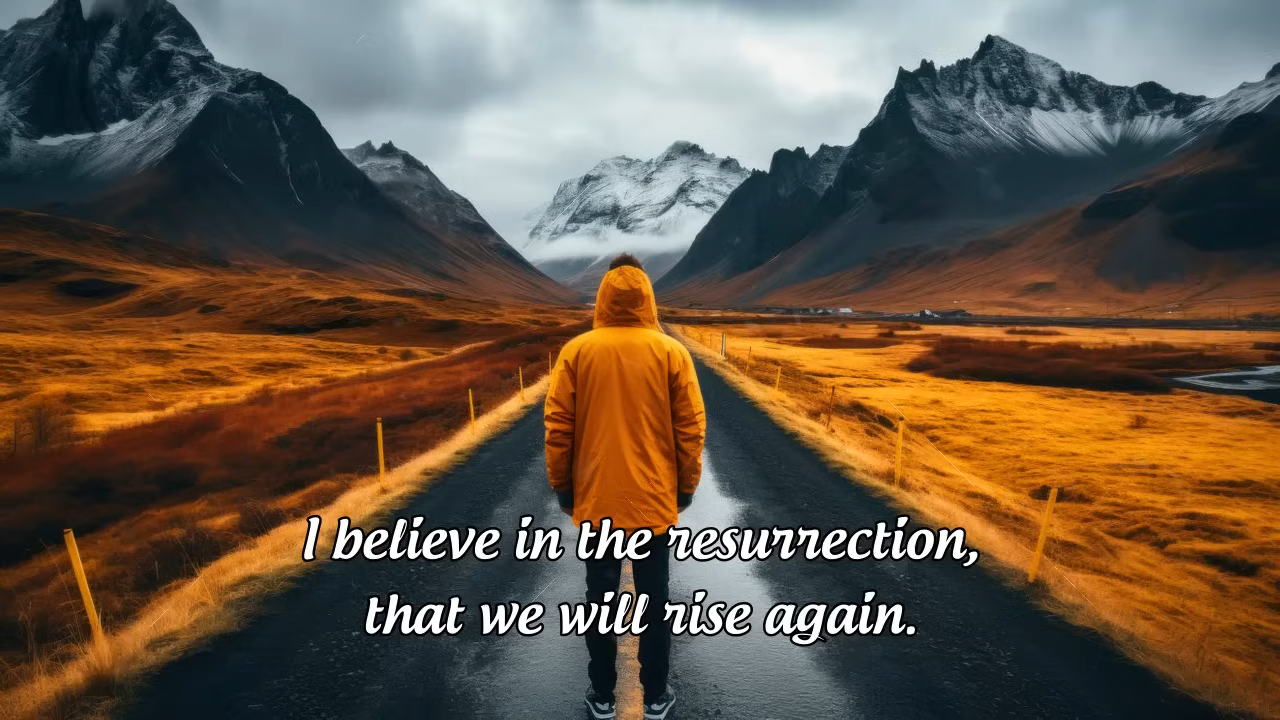 I believe in the resurrection,
that we will rise again.